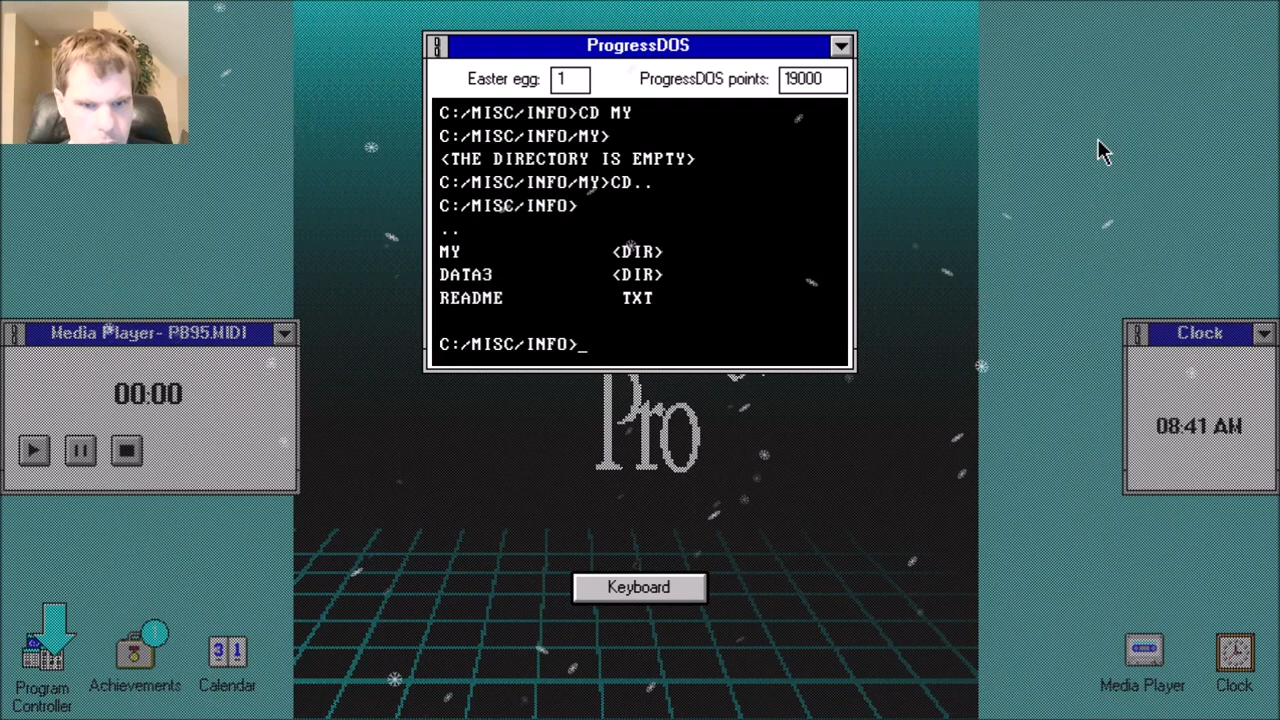 ProgressDOS
Easter egg: 1 ProgressDOS points: 19000
C:/MISC/INFO>CD MY
C:/MISC/INFO/MY>
<THE DIRECTORY IS EMPTY>
C:/MISC/INFO/MY>CD..
C:/MISC/INFO>
..
MY <DIR>
DATA3 <DIR>
README TXT
C:/MISC/INFO>_
Media Player- PB95.MIDI
00:00
Clock
08:41 AM
Pro
Keyboard
Program
Controller
Achievements
31
Calendar
Media Player
Clock